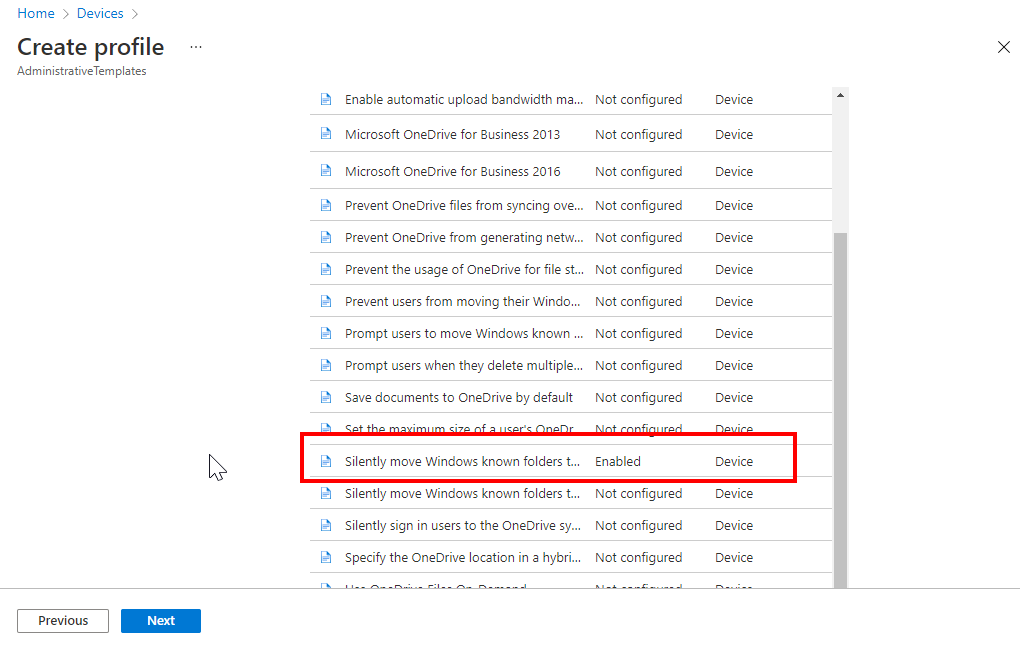 Home > Devices >
Create profile ...
AdministrativeTemplates
Enable automatic upload bandwidth ma... Not configured Device
Microsoft OneDrive for Business 2013 Not configured Device
Microsoft OneDrive for Business 2016 Not configured Device
Prevent OneDrive files from syncing ove... Not configured Device
Prevent OneDrive from generating netw... Not configured Device
Prevent the usage of OneDrive for file st... Not configured Device
Prevent users from moving their Windo... Not configured Device
Prompt users to move Windows known ... Not configured Device
Prompt users when they delete multiple... Not configured Device
Save documents to OneDrive by default Not configured Device
Set the maximum size of a user's OneDr... Not configured Device
Silently move Windows known folders t... Enabled Device
Silently move Windows known folders t... Not configured Device
Silently sign in users to the OneDrive sy... Not configured Device
Specify the OneDrive location in a hybri... Not configured Device
Use OneDrive Files On-Demand Not configured Device
Previous Next